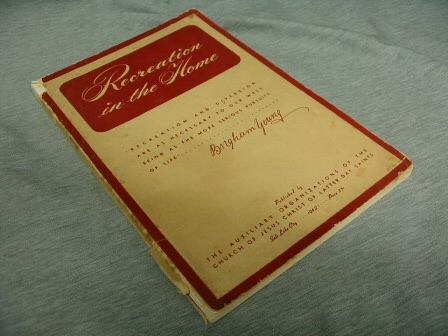 Recreation
in the Home
RECREATION AND DIVERSION
ARE AS NECESSARY TO OUR WELL
BEING AS THE MORE SERIOUS PURSUITS
OF LIFE
Brigham Young
Published by
THE AUXILIARY ORGANIZATIONS OF THE
CHURCH OF JESUS CHRIST OF LATTER DAY SAINTS
Salt Lake City